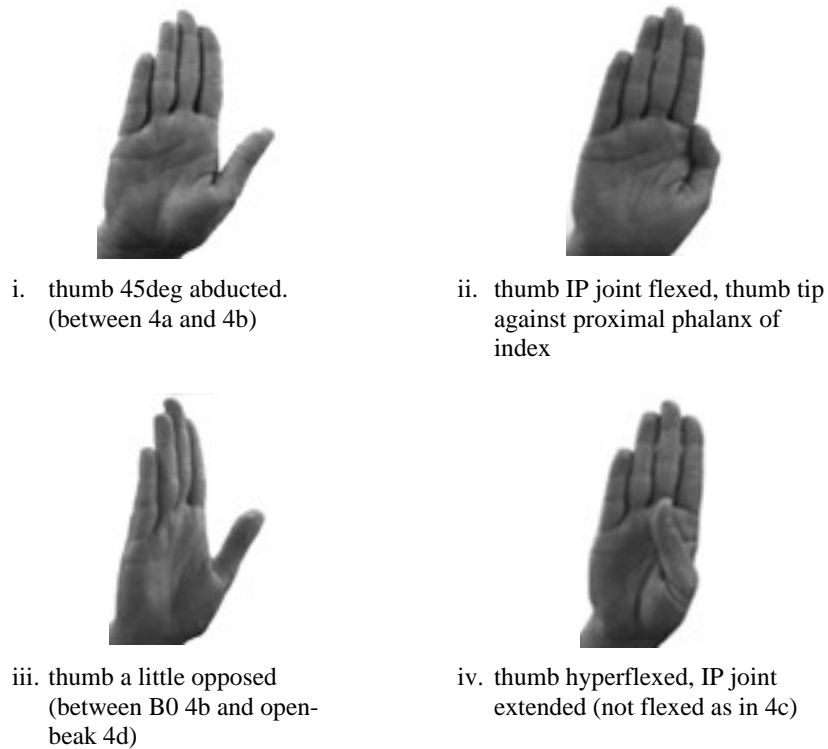 i. thumb 45deg abducted.
(between 4a and 4b)
ii. thumb IP joint flexed, thumb tip
against proximal phalanx of
index
iii. thumb a little opposed
(between B0 4b and open-
beak 4d)
iv. thumb hyperflexed, IP joint
extended (not flexed as in 4c)